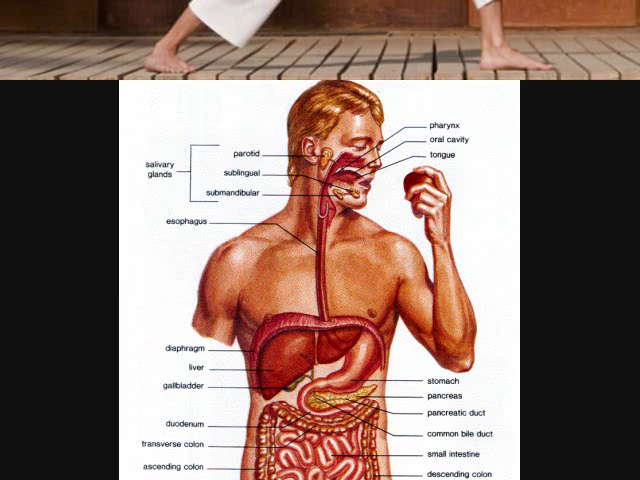 pharynx
oral cavity
tongue
parotid
salivary
glands
sublingual
submandibular
esophagus
diaphragm
liver
gallbladder
stomach
pancreas
pancreatic duct
duodenum
common bile duct
transverse colon
small intestine
ascending colon
descending colon